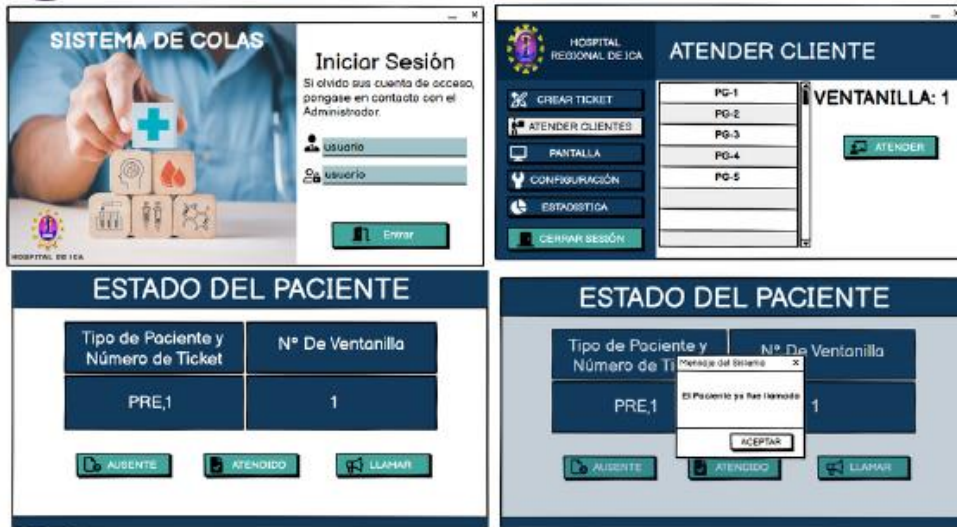 SISTEMA DE COLAS
Iniciar Sesión
Si olvido sus cuenta de acceso,
pongase en contacto con el
Administrador.
usuario
usuario
Entrar
HOSPITAL DE ICA
HOSPITAL
REGIONAL DE ICA
ATENDER CLIENTE
CREAR TICKET
ATENDER CLIENTES
PANTALLA
CONFIGURACIÓN
ESTADISTICA
CERRAR SESIÓN
PG-1
PG-2
PG-3
PG-4
PG-5
VENTANILLA: 1
ATENDER
ESTADO DEL PACIENTE
Tipo de Paciente y
Número de Ticket
N° De Ventanilla
PRE,1
1
AUSENTE
ATENDIDO
LLAMAR
ESTADO DEL PACIENTE
Tipo de Paciente y
Número de Ti
N° De Ventanilla
PRE,1
1
Mensaje del Sistema
x
El Paciente ya fue llamado
ACEPTAR
AUSENTE
ATENDIDO
LLAMAR